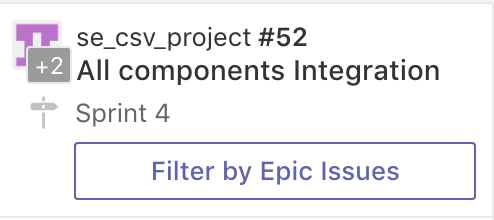 se_csv_project #52
+2
All components Integration
Sprint 4
Filter by Epic Issues